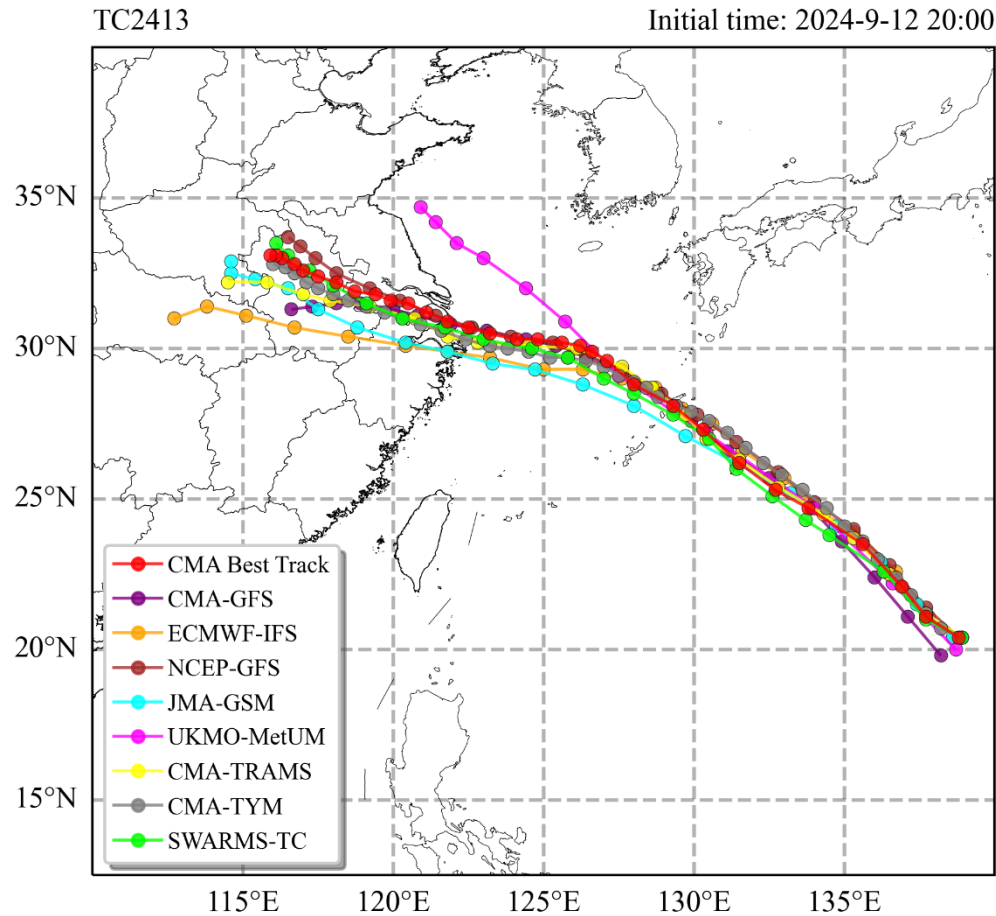 TC2413
Initial time: 2024-9-12 20:00
35°N
30°N
25°N
20°N
15°N
CMA Best Track
CMA-GFS
ECMWF-IFS
NCEP-GFS
JMA-GSM
UKMO-MetUM
CMA-TRAMS
CMA-TYM
SWARMS-TC
115°E
120°E
125°E
130°E
135°E